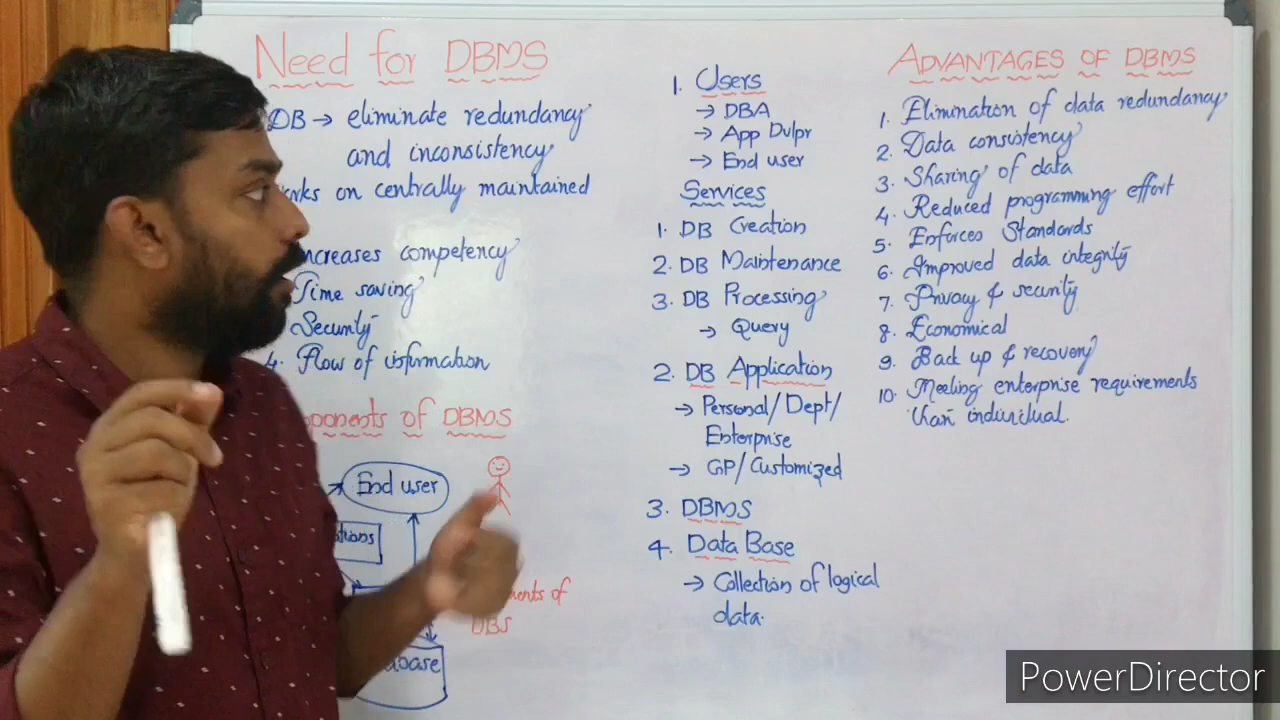 Need for DBMS
DB → eliminate redundancy
and inconsistency
on centrally maintained
increases competency
Time saving
Security
4. Flow of information
of DBMS
End user
of
DBS
1. Users
→ DBA
→ App Dvlpr
→ End user
Services
1. DB Creation
2. DB Maintenance
3. DB Processing
→ Query
2. DB Application
→ Personal/Dept/
Enterprise
→ GP/Customized
3. DBMS
4. Data Base
→ Collection of logical
data.
ADVANTAGES OF DBMS
1. Elimination of data redundancy
2. Data consistency
3. Sharing of data
4. Reduced programming effort
5. Enforces Standards
6. Improved data integrity
7. Privacy & security
8. Economical
9. Back up & recovery
10. Meeting enterprise requirements
than individual.
PowerDirector